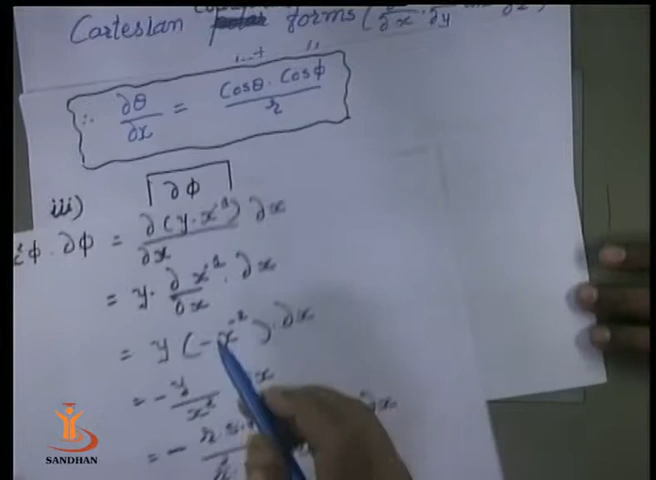 Cartesian forms (∂/∂x · ∂/∂y
∴ ∂θ/∂x = Cosθ · Cosφ / r
iii) ∂φ
φ · ∂φ = ∂(y · x⁻¹)/∂x ∂x
= y · ∂/∂x x⁻¹ · ∂x
= y (-x⁻²) · ∂x
= - y/x² x
= - r ∂x
SANDHAN